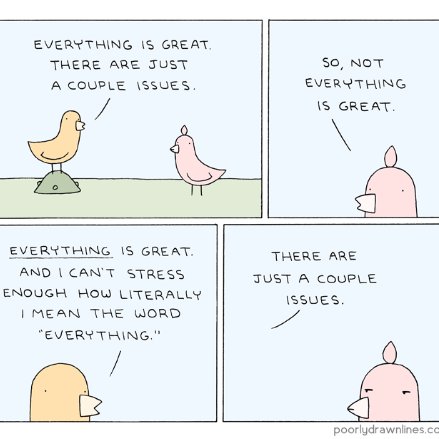 EVERYTHING IS GREAT.
THERE ARE JUST
A COUPLE ISSUES.
SO, NOT
EVERYTHING
IS GREAT.
EVERYTHING IS GREAT.
AND I CAN'T STRESS
ENOUGH HOW LITERALLY
I MEAN THE WORD
"EVERYTHING."
THERE ARE
JUST A COUPLE
ISSUES.
poorlydrawnlines.co